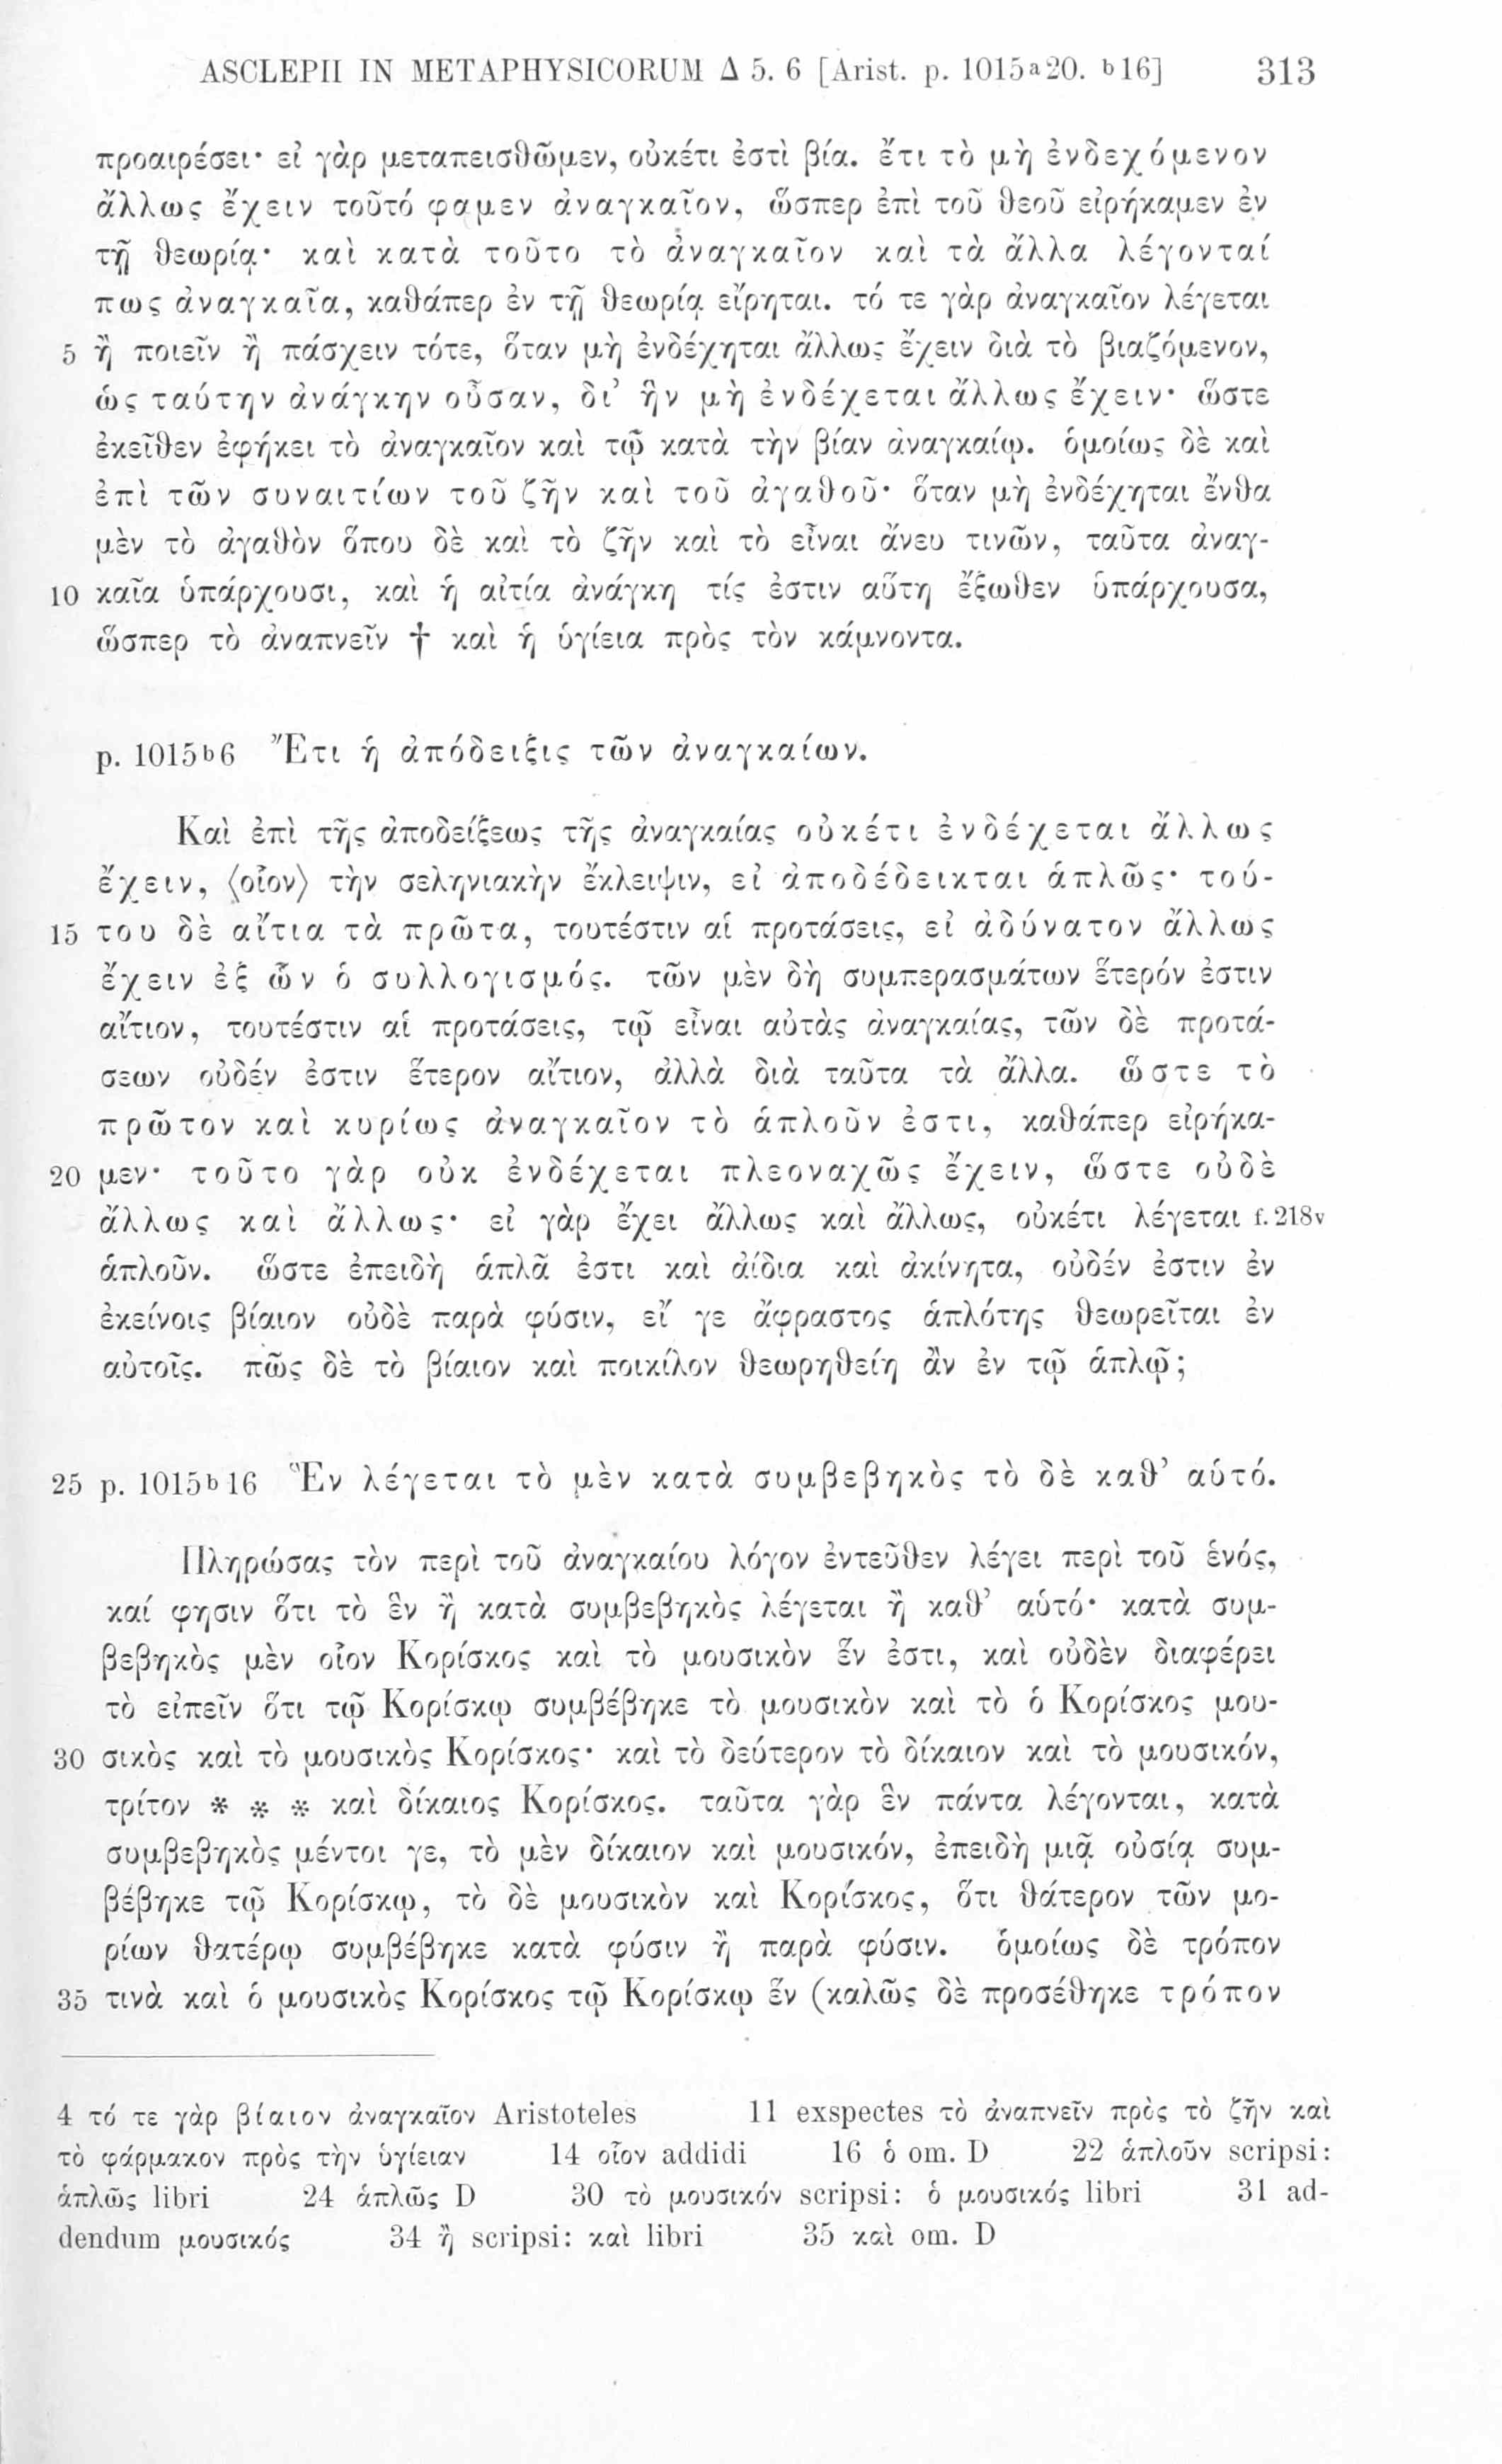 ASCLEPII IN METAPHYSICORUM Δ 5. 6 [Arist. p. 1015a20. b16] 313
προαιρέσει· εἰ γὰρ μεταπεισθῶμεν, οὐκέτι ἐστὶ βία. ἔτι τὸ μὴ ἐνδεχόμενον
ἄλλως ἔχειν τοῦτό φαμεν ἀναγκαῖον, ὥσπερ ἐπὶ τοῦ θεοῦ εἰρήκαμεν ἐν
τῇ θεωρίᾳ· καὶ κατὰ τοῦτο τὸ ἀναγκαῖον καὶ τὰ ἄλλα λέγονταί
πως ἀναγκαῖα, καθάπερ ἐν τῇ θεωρίᾳ εἴρηται. τό τε γὰρ ἀναγκαῖον λέγεται
5 ἢ ποιεῖν ἢ πάσχειν τότε, ὅταν μὴ ἐνδέχηται ἄλλως ἔχειν διὰ τὸ βιαζόμενον,
ὡς ταύτην ἀνάγκην οὖσαν, δι’ ἣν μὴ ἐνδέχεται ἄλλως ἔχειν· ὥστε
ἐκεῖθεν ἐφήκει τὸ ἀναγκαῖον καὶ τῷ κατὰ τὴν βίαν ἀναγκαίῳ. ὁμοίως δὲ καὶ
ἐπὶ τῶν συναιτίων τοῦ ζῆν καὶ τοῦ ἀγαθοῦ· ὅταν μὴ ἐνδέχηται ἔνθα
μὲν τὸ ἀγαθὸν ὅπου δὲ καὶ τὸ ζῆν καὶ τὸ εἶναι ἄνευ τινῶν, ταῦτα ἀναγ-
10 καῖα ὑπάρχουσι, καὶ ἡ αἰτία ἀνάγκη τίς ἐστιν αὕτη ἔξωθεν ὑπάρχουσα,
ὥσπερ τὸ ἀναπνεῖν † καὶ ἡ ὑγίεια πρὸς τὸν κάμνοντα.
p. 1015b6 Ἔτι ἡ ἀπόδειξις τῶν ἀναγκαίων.
Καὶ ἐπὶ τῆς ἀποδείξεως τῆς ἀναγκαίας οὐκέτι ἐνδέχεται ἄλλως
ἔχειν, ⟨οἷον⟩ τὴν σεληνιακὴν ἔκλειψιν, εἰ ἀποδέδεικται ἁπλῶς· τού-
15 του δὲ αἴτια τὰ πρῶτα, τουτέστιν αἱ προτάσεις, εἰ ἀδύνατον ἄλλως
ἔχειν ἐξ ὧν ὁ συλλογισμός. τῶν μὲν δὴ συμπερασμάτων ἕτερόν ἐστιν
αἴτιον, τουτέστιν αἱ προτάσεις, τῷ εἶναι αὐτὰς ἀναγκαίας, τῶν δὲ προτά-
σεων οὐδέν ἐστιν ἕτερον αἴτιον, ἀλλὰ διὰ ταῦτα τὰ ἄλλα. ὥστε τὸ
πρῶτον καὶ κυρίως ἀναγκαῖον τὸ ἁπλοῦν ἐστι, καθάπερ εἰρήκα-
20 μεν· τοῦτο γὰρ οὐκ ἐνδέχεται πλεοναχῶς ἔχειν, ὥστε οὐδὲ
ἄλλως καὶ ἄλλως· εἰ γὰρ ἔχει ἄλλως καὶ ἄλλως, οὐκέτι λέγεται f. 218v
ἁπλοῦν. ὥστε ἐπειδὴ ἁπλᾶ ἐστι καὶ ἀίδια καὶ ἀκίνητα, οὐδέν ἐστιν ἐν
ἐκείνοις βίαιον οὐδὲ παρὰ φύσιν, εἴ γε ἄφραστος ἁπλότης θεωρεῖται ἐν
αὐτοῖς. πῶς δὲ τὸ βίαιον καὶ ποικίλον θεωρηθείη ἂν ἐν τῷ ἁπλῷ;
25 p. 1015b16 Ἓν λέγεται τὸ μὲν κατὰ συμβεβηκὸς τὸ δὲ καθ’ αὑτό.
Πληρώσας τὸν περὶ τοῦ ἀναγκαίου λόγον ἐντεῦθεν λέγει περὶ τοῦ ἑνός,
καί φησιν ὅτι τὸ ἓν ἢ κατὰ συμβεβηκὸς λέγεται ἢ καθ’ αὑτό· κατὰ συμ-
βεβηκὸς μὲν οἷον Κορίσκος καὶ τὸ μουσικὸν ἕν ἐστι, καὶ οὐδὲν διαφέρει
τὸ εἰπεῖν ὅτι τῷ Κορίσκῳ συμβέβηκε τὸ μουσικὸν καὶ τὸ ὁ Κορίσκος μου-
30 σικὸς καὶ τὸ μουσικὸς Κορίσκος· καὶ τὸ δεύτερον τὸ δίκαιον καὶ τὸ μουσικόν,
τρίτον * * * καὶ δίκαιος Κορίσκος. ταῦτα γὰρ ἓν πάντα λέγονται, κατὰ
συμβεβηκὸς μέντοι γε, τὸ μὲν δίκαιον καὶ μουσικόν, ἐπειδὴ μιᾷ οὐσίᾳ συμ-
βέβηκε τῷ Κορίσκῳ, τὸ δὲ μουσικὸν καὶ Κορίσκος, ὅτι θάτερον τῶν μο-
ρίων θατέρῳ συμβέβηκε κατὰ φύσιν ἢ παρὰ φύσιν. ὁμοίως δὲ τρόπον
35 τινὰ καὶ ὁ μουσικὸς Κορίσκος τῷ Κορίσκῳ ἕν (καλῶς δὲ προσέθηκε τρόπον
4 τό τε γὰρ βίαιον ἀναγκαῖον Aristoteles 11 exspectes τὸ ἀναπνεῖν πρὸς τὸ ζῆν καὶ
τὸ φάρμακον πρὸς τὴν ὑγίειαν 14 οἷον addidi 16 ὁ om. D 22 ἁπλοῦν scripsi:
ἁπλῶς libri 24 ἁπλῶς D 30 τὸ μουσικόν scripsi: ὁ μουσικός libri 31 ad-
dendum μουσικός 34 ἢ scripsi: καὶ libri 35 καὶ om. D